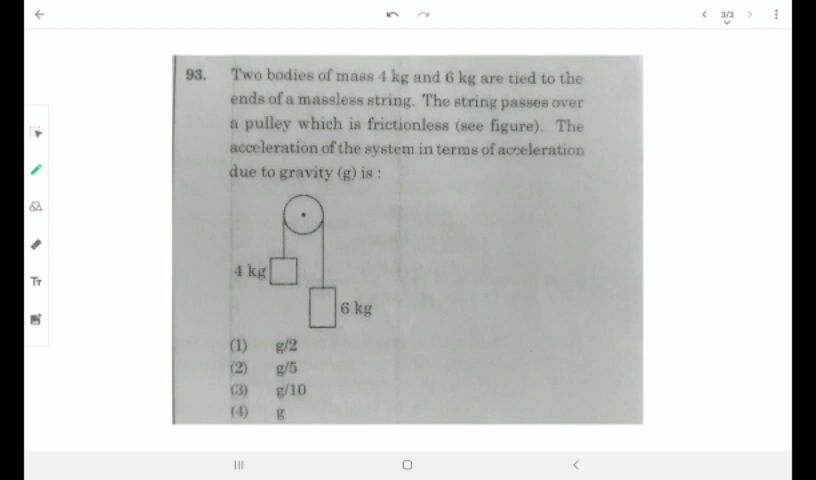 3/3
93. Two bodies of mass 4 kg and 6 kg are tied to the
ends of a massless string. The string passes over
a pulley which is frictionless (see figure). The
acceleration of the system in terms of acceleration
due to gravity (g) is :
4 kg
6 kg
(1) g/2
(2) g/5
(3) g/10
(4) g
Tт